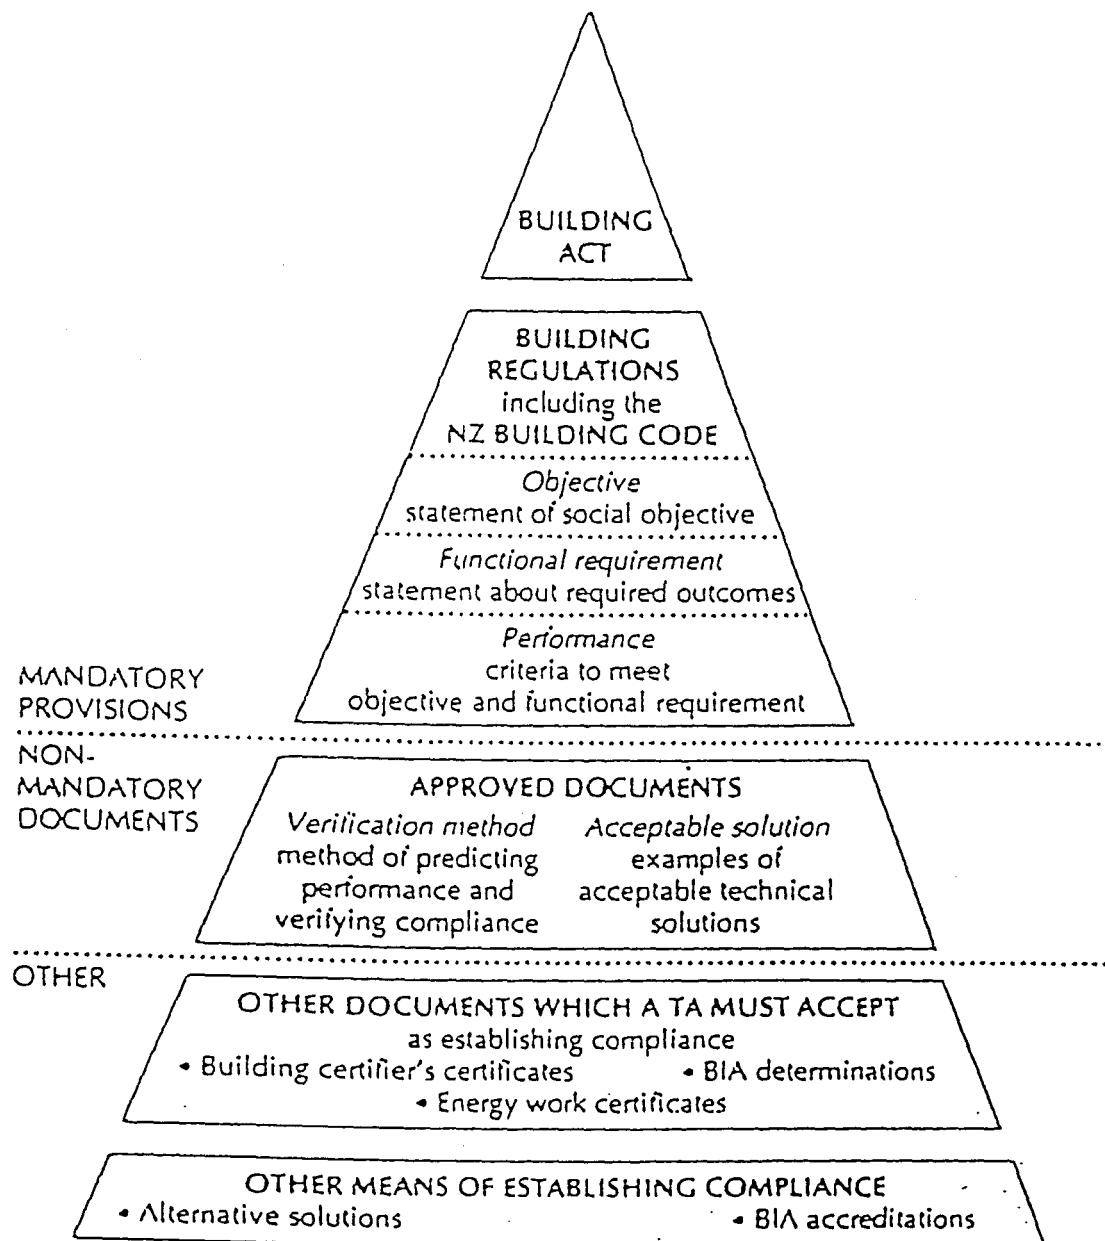 BUILDING
ACT
BUILDING
REGULATIONS
including the
NZ BUILDING CODE
Objective
statement of social objective
Functional requirement
statement about required outcomes
Performance
criteria to meet
objective and functional requirement
MANDATORY
PROVISIONS
NON-
MANDATORY
DOCUMENTS
APPROVED DOCUMENTS
Verification method
method of predicting
performance and
verifying compliance
Acceptable solution
examples of
acceptable technical
solutions
OTHER
OTHER DOCUMENTS WHICH A TA MUST ACCEPT
as establishing compliance
• Building certifier's certificates • BIA determinations
• Energy work certificates
OTHER MEANS OF ESTABLISHING COMPLIANCE
• Alternative solutions • BIA accreditations